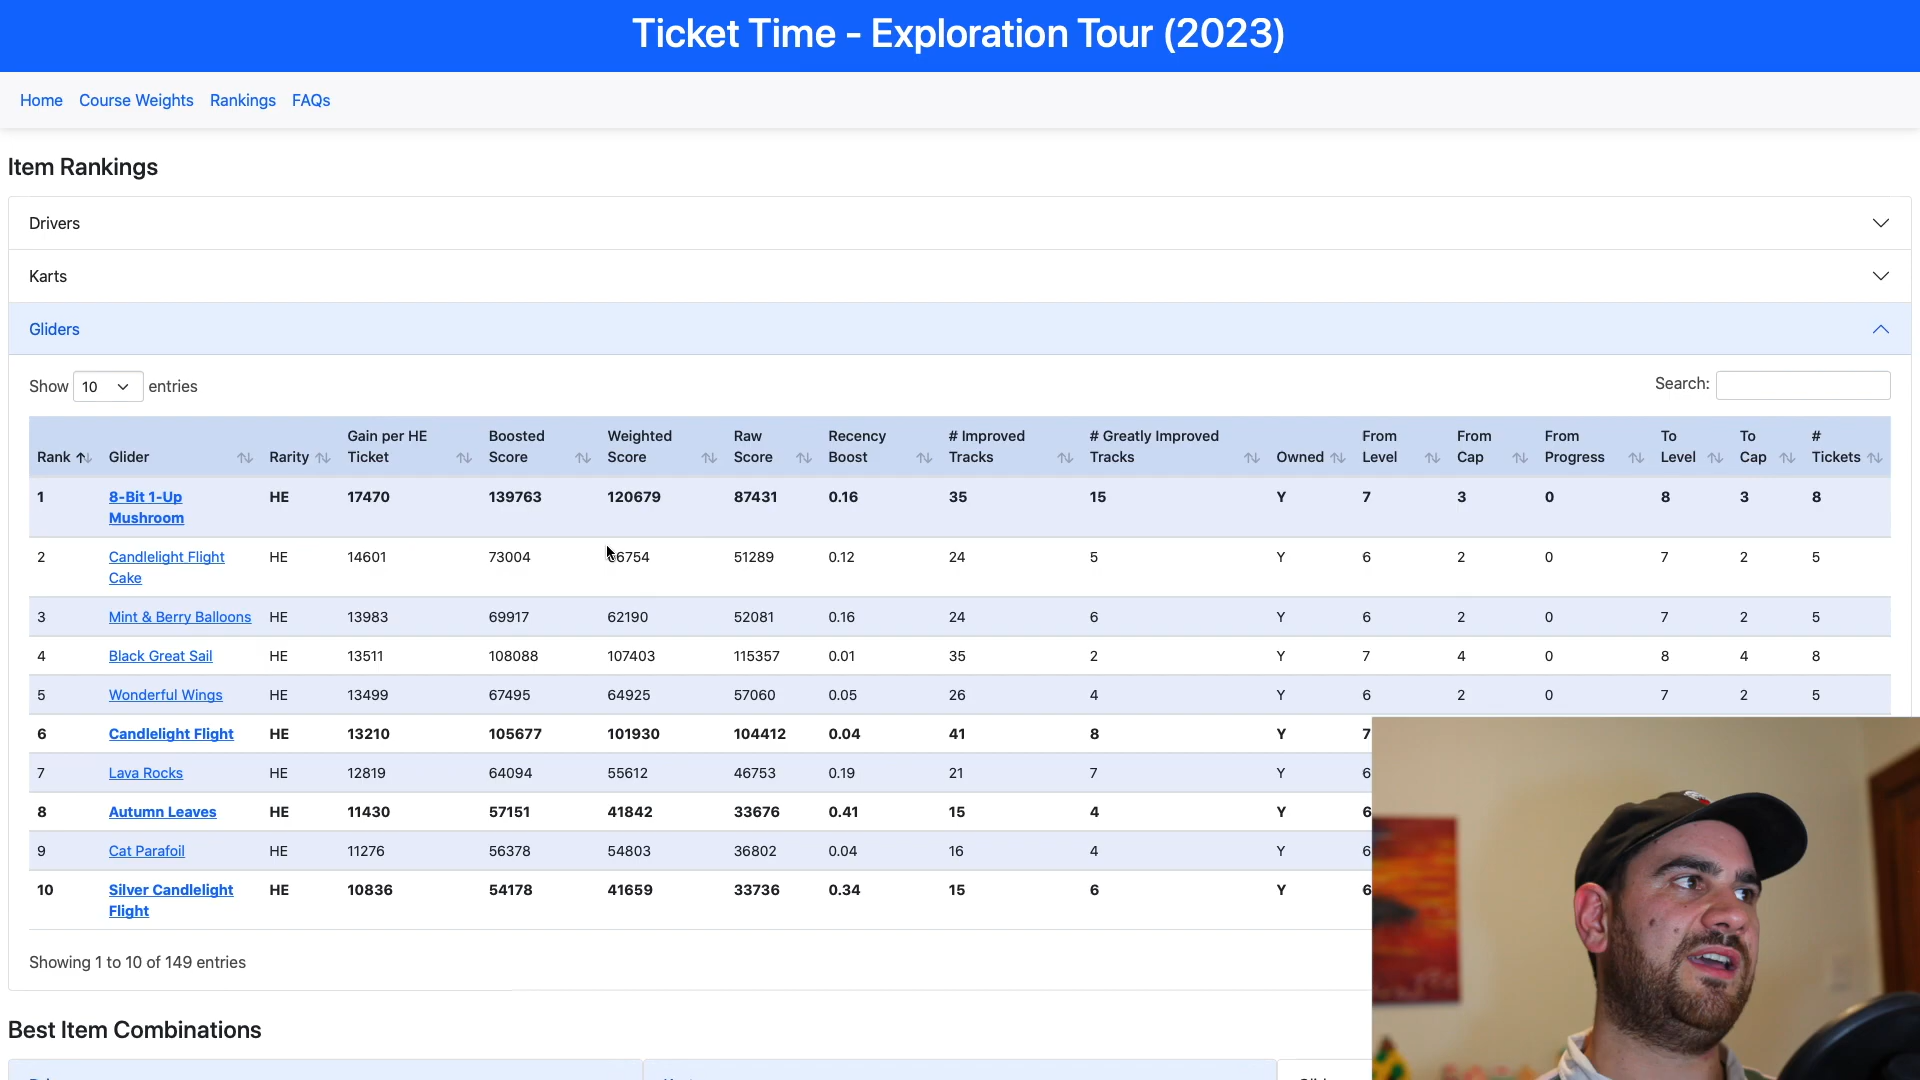 Ticket Time - Exploration Tour (2023)
Home Course Weights Rankings FAQs
Item Rankings
Drivers
Karts
Gliders
Show 10 entries Search:
Rank Glider Rarity Gain per HE Ticket Boosted Score Weighted Score Raw Score Recency Boost # Improved Tracks # Greatly Improved Tracks Owned From Level From Cap From Progress To Level To Cap # Tickets
1 8-Bit 1-Up Mushroom HE 17470 139763 120679 87431 0.16 35 15 Y 7 3 0 8 3 8
2 Candlelight Flight Cake HE 14601 73004 6754 51289 0.12 24 5 Y 6 2 0 7 2 5
3 Mint & Berry Balloons HE 13983 69917 62190 52081 0.16 24 6 Y 6 2 0 7 2 5
4 Black Great Sail HE 13511 108088 107403 115357 0.01 35 2 Y 7 4 0 8 4 8
5 Wonderful Wings HE 13499 67495 64925 57060 0.05 26 4 Y 6 2 0 7 2 5
6 Candlelight Flight HE 13210 105677 101930 104412 0.04 41 8 Y 7
7 Lava Rocks HE 12819 64094 55612 46753 0.19 21 7 Y 6
8 Autumn Leaves HE 11430 57151 41842 33676 0.41 15 4 Y 6
9 Cat Parafoil HE 11276 56378 54803 36802 0.04 16 4 Y 6
10 Silver Candlelight Flight HE 10836 54178 41659 33736 0.34 15 6 Y 6
Showing 1 to 10 of 149 entries
Best Item Combinations